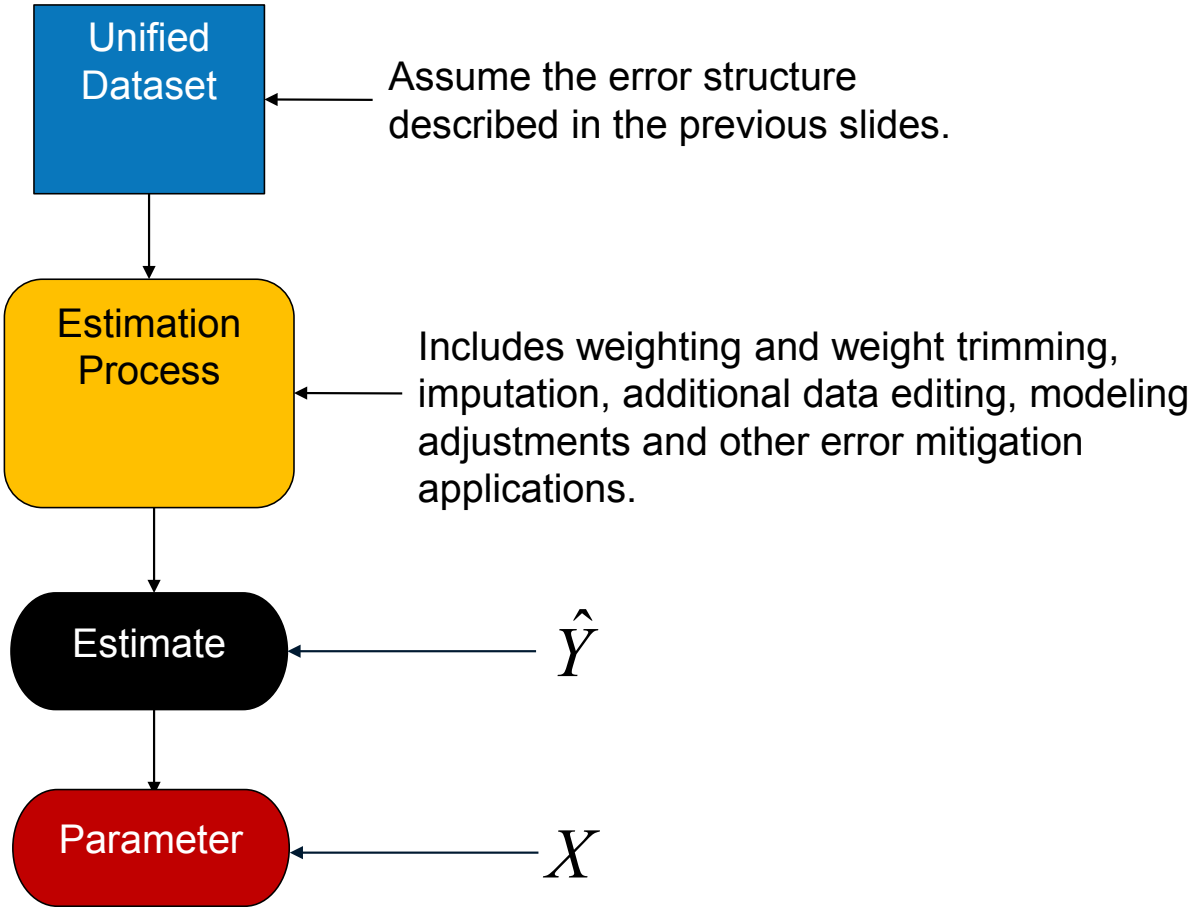 Unified
Dataset
Assume the error structure
described in the previous slides.
Estimation
Process
Includes weighting and weight trimming,
imputation, additional data editing, modeling
adjustments and other error mitigation
applications.
Estimate
Ŷ
Parameter
X